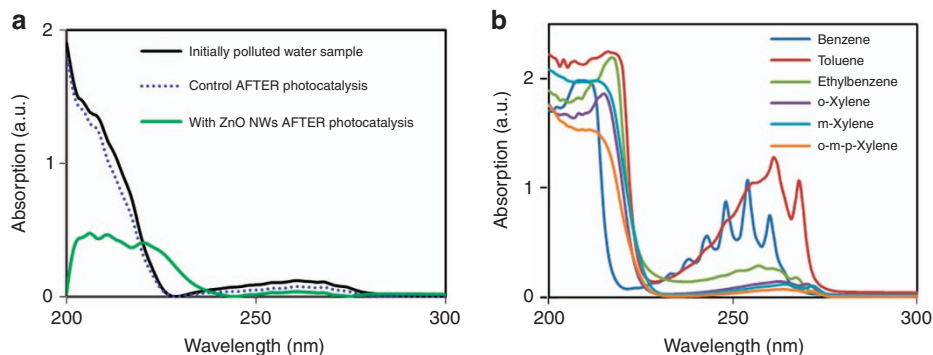 a
2
1
0
200
250
300
Absorption (a.u.)
Wavelength (nm)
Initially polluted water sample
Control AFTER photocatalysis
With ZnO NWs AFTER photocatalysis
b
2
1
0
200
250
300
Absorption (a.u.)
Wavelength (nm)
Benzene
Toluene
Ethylbenzene
o-Xylene
m-Xylene
o-m-p-Xylene